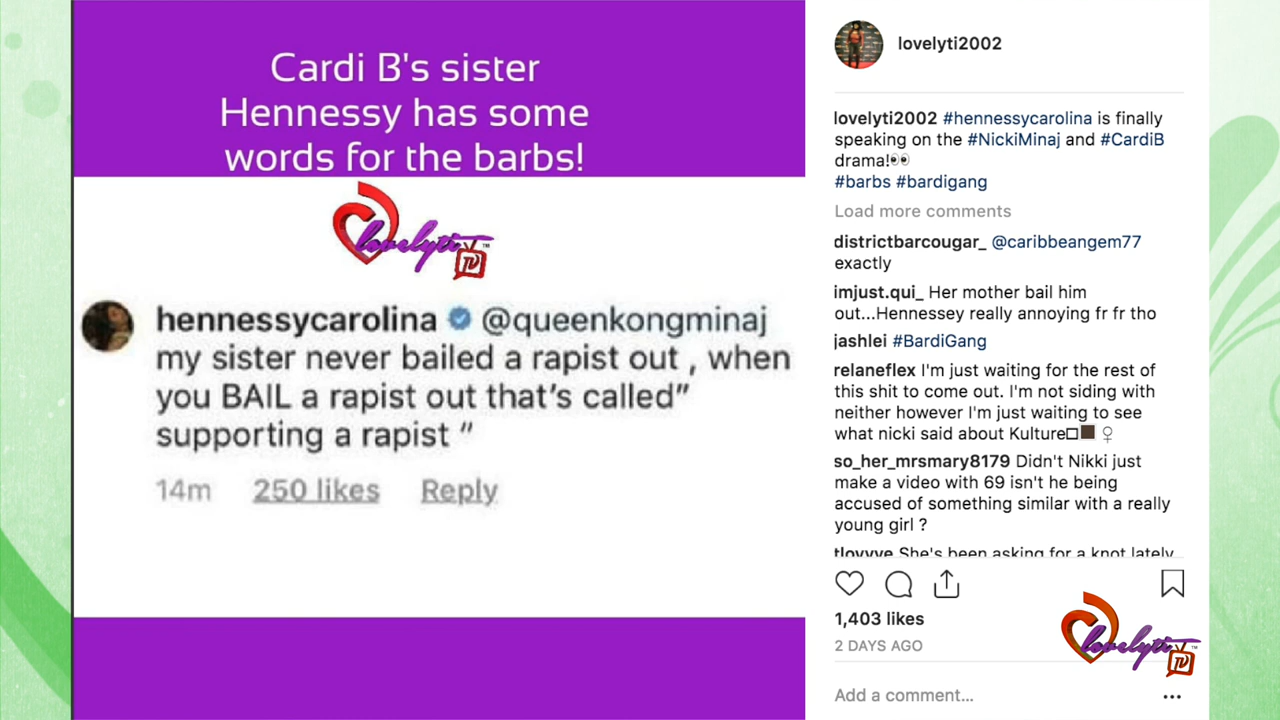 Cardi B's sister
Hennessy has some
words for the barbs!
Lovelyti TV™
hennessycarolina @queenkongminaj
my sister never bailed a rapist out , when
you BAIL a rapist out that’s called”
supporting a rapist “
14m 250 likes Reply
lovelyti2002
lovelyti2002 #hennessycarolina is finally
speaking on the #NickiMinaj and #CardiB
drama!👀
#barbs #bardigang
Load more comments
districtbarcougar_ @caribbeangem77
exactly
imjust.qui_ Her mother bail him
out...Hennessey really annoying fr fr tho
jashlei #BardiGang
relaneflex I'm just waiting for the rest of
this shit to come out. I'm not siding with
neither however I'm just waiting to see
what nicki said about Kulture□■♀
so_her_mrsmary8179 Didn't Nikki just
make a video with 69 isn't he being
accused of something similar with a really
young girl ?
tlovvve She's been asking for a knot lately
1,403 likes
2 DAYS AGO
Lovelyti TV™
Add a comment...